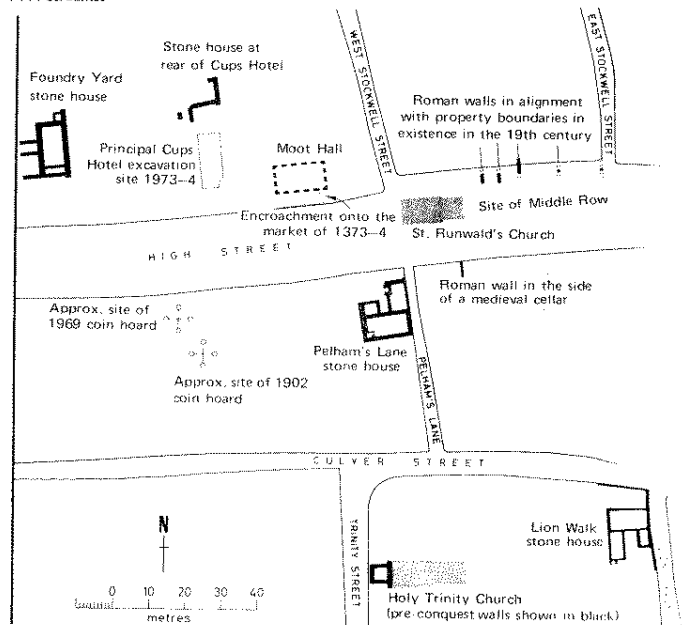 Stone house at
rear of Cups Hotel
Foundry Yard
stone house
WEST STOCKWELL STREET
EAST STOCKWELL STREET
Roman walls in alignment
with property boundaries in
existence in the 19th century
Principal Cups
Hotel excavation
site 1973–4
Moot Hall
Site of Middle Row
Encroachment onto the
market of 1373–4
St. Runwald's Church
HIGH STREET
Roman wall in the side
of a medieval cellar
Approx. site of
1969 coin hoard
Pelham's Lane
stone house
PELHAM'S LANE
Approx. site of 1902
coin hoard
CULVER STREET
N
TRINITY STREET
Lion Walk
stone house
0 10 20 30 40
metres
Holy Trinity Church
(pre-conquest walls shown in black)